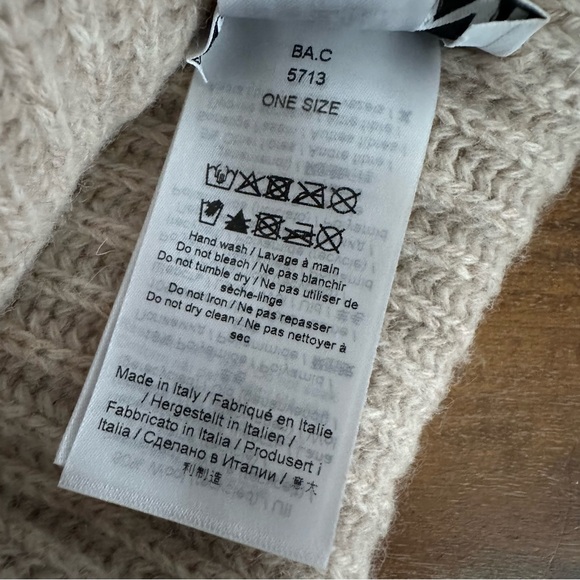 BA.C
5713
ONE SIZE
Hand wash / Lavage à main
Do not bleach / Ne pas blanchir
Do not tumble dry / Ne pas utiliser de
sèche-linge
Do not Iron / Ne pas repasser
Do not dry clean / Ne pas nettoyer à
sec
Made in Italy / Fabriqué en Italie
/ Hergestellt in Italien /
Fabbricato in Italia / Produsert i
Italia / Сделано в Италии / 意大
利制造